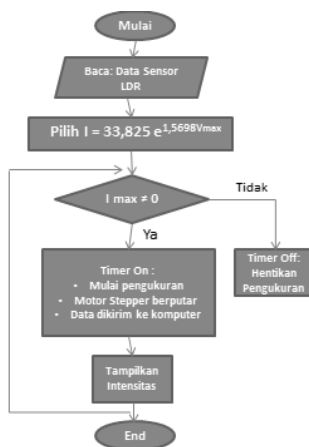 Mulai
Baca: Data Sensor
LDR
Pilih I = 33,825 e^1,5698Vmax
I max ≠ 0
Tidak
Ya
Timer On :
• Mulai pengukuran
• Motor Stepper berputar
• Data dikirim ke komputer
Timer Off:
Hentikan
Pengukuran
Tampilkan
Intensitas
End